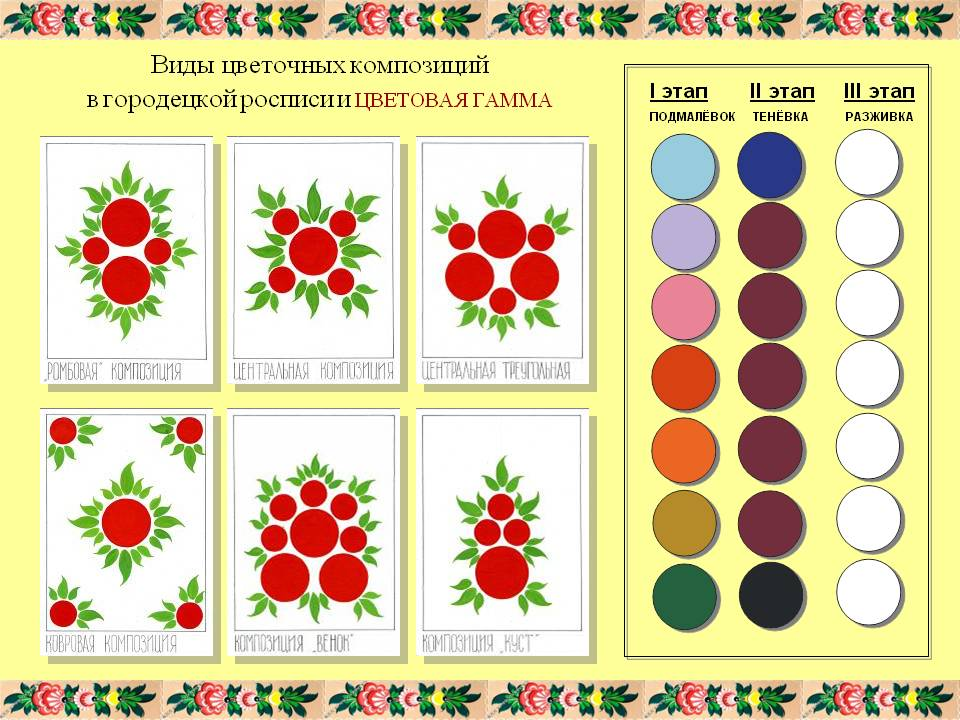 Виды цветочных композиций
в городецкой росписи и ЦВЕТОВАЯ ГАММА
I этап II этап III этап
ПОДМАЛЁВОК ТЕНЁВКА РАЗЖИВКА
„РОМБОВАЯ" КОМПОЗИЦИЯ
ЦЕНТРАЛЬНАЯ КОМПОЗИЦИЯ
ЦЕНТРАЛЬНАЯ ТРЕУГОЛЬНАЯ
КОВРОВАЯ КОМПОЗИЦИЯ
КОМПОЗИЦИЯ „ВЕНОК"
КОМПОЗИЦИЯ „КУСТ"